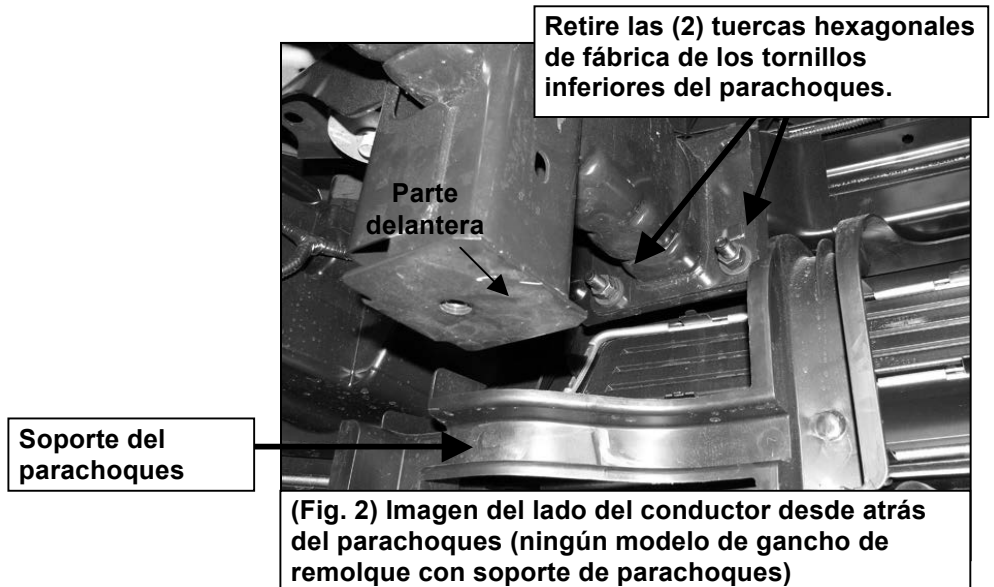 Retire las (2) tuercas hexagonales
de fábrica de los tornillos
inferiores del parachoques.
Parte
delantera
Soporte del
parachoques
(Fig. 2) Imagen del lado del conductor desde atrás
del parachoques (ningún modelo de gancho de
remolque con soporte de parachoques)